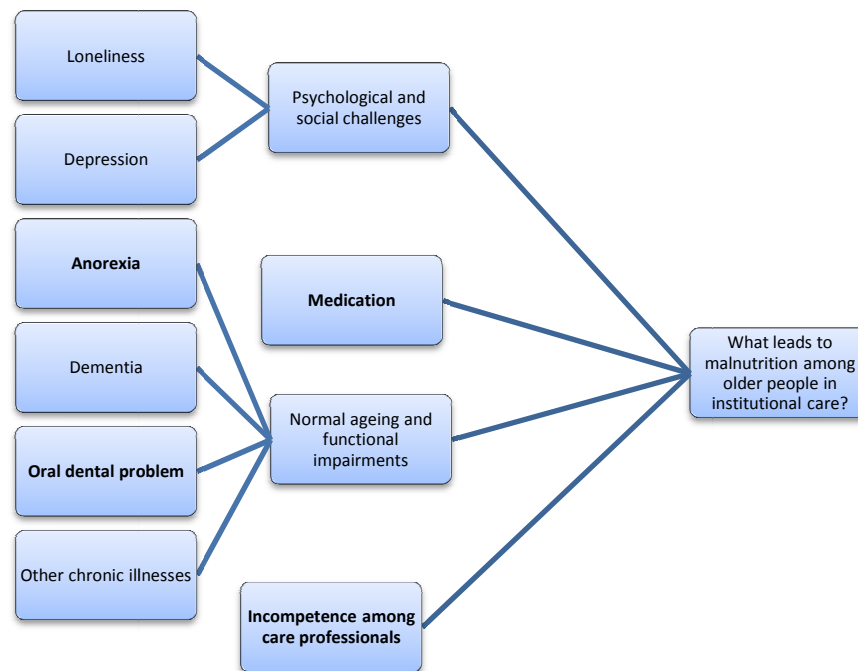 Loneliness
Depression
Anorexia
Dementia
Oral dental problem
Other chronic illnesses
Psychological and
social challenges
Medication
Normal ageing and
functional
impairments
Incompetence among
care professionals
What leads to
malnutrition among
older people in
institutional care?